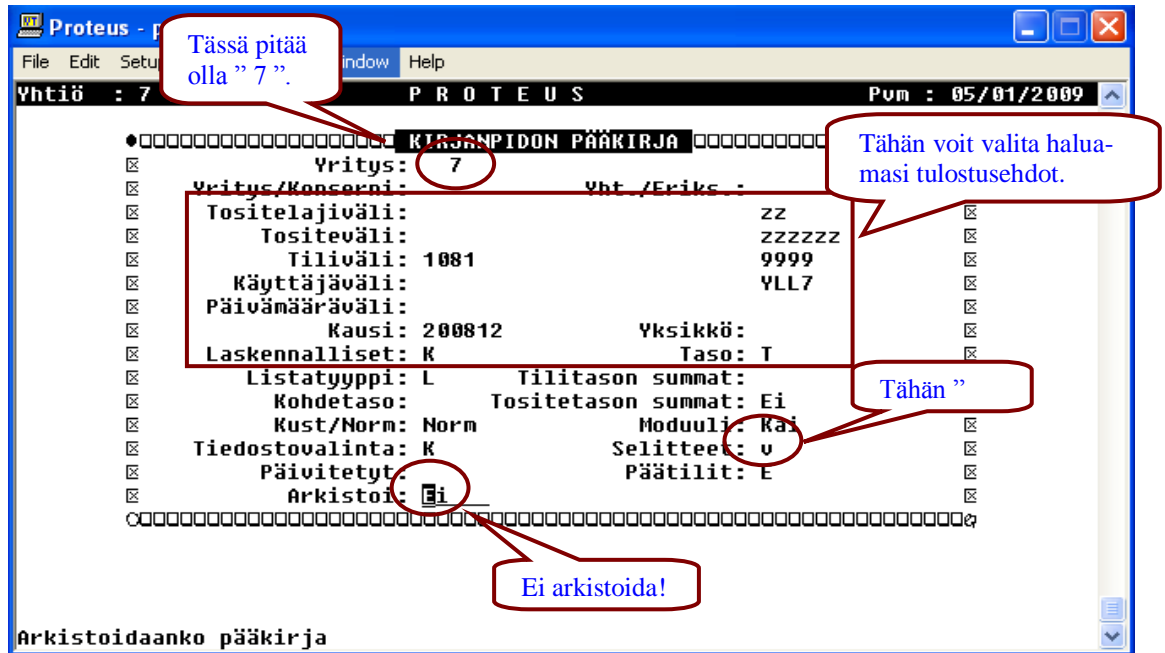 Proteus - p
Tässä pitää
olla ” 7 ”.
File Edit Setu indow Help
Yhtiö : 7 P R O T E U S Pvm : 05/01/2009
KIRJANPIDON PÄÄKIRJA
Tähän voit valita halua-
masi tulostusehdot.
Yritys: 7
Yritys/Konserni: Yht./Eriks.:
Tositelajiväli: zz
Tositeväli: zzzzzz
Tiliväli: 1081 9999
Käyttäjäväli: YLL7
Päivämääräväli:
Kausi: 200812 Yksikkö:
Laskennalliset: K Taso: T
Listatyyppi: L Tilitason summat:
Tähän ”
Kohdetaso: Tositetason summat: Ei
Kust/Norm: Norm Moduuli: Kai
Tiedostovalinta: K Selitteet: v
Päivitetyt: Päätilit: E
Arkistoi: Ei
Ei arkistoida!
Arkistoidaanko pääkirja